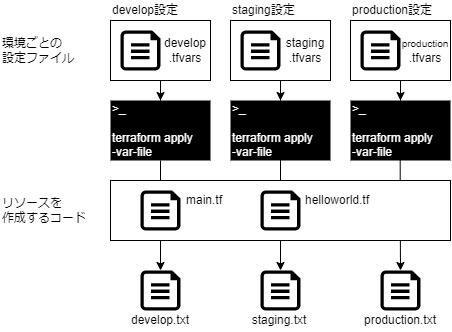 develop設定
staging設定
production設定
環境ごとの
設定ファイル
develop
.tfvars
staging
.tfvars
production
.tfvars
>_
terraform apply
-var-file
>_
terraform apply
-var-file
>_
terraform apply
-var-file
リソースを
作成するコード
main.tf
helloworld.tf
develop.txt
staging.txt
production.txt